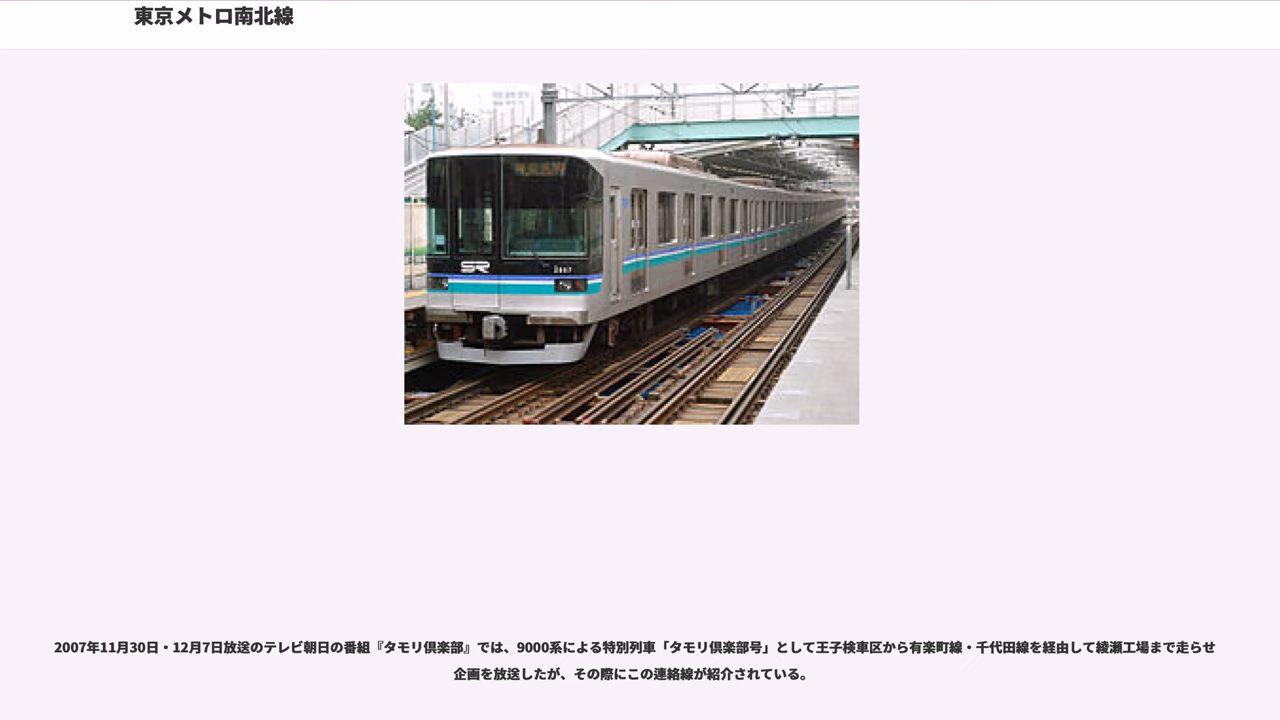 東京メトロ南北線
SR
2007年11月30日・12月7日放送のテレビ朝日の番組『タモリ倶楽部』では、9000系による特別列車「タモリ倶楽部号」として王子検車区から有楽町線・千代田線を経由して綾瀬工場まで走らせ
企画を放送したが、その際にこの連絡線が紹介されている。